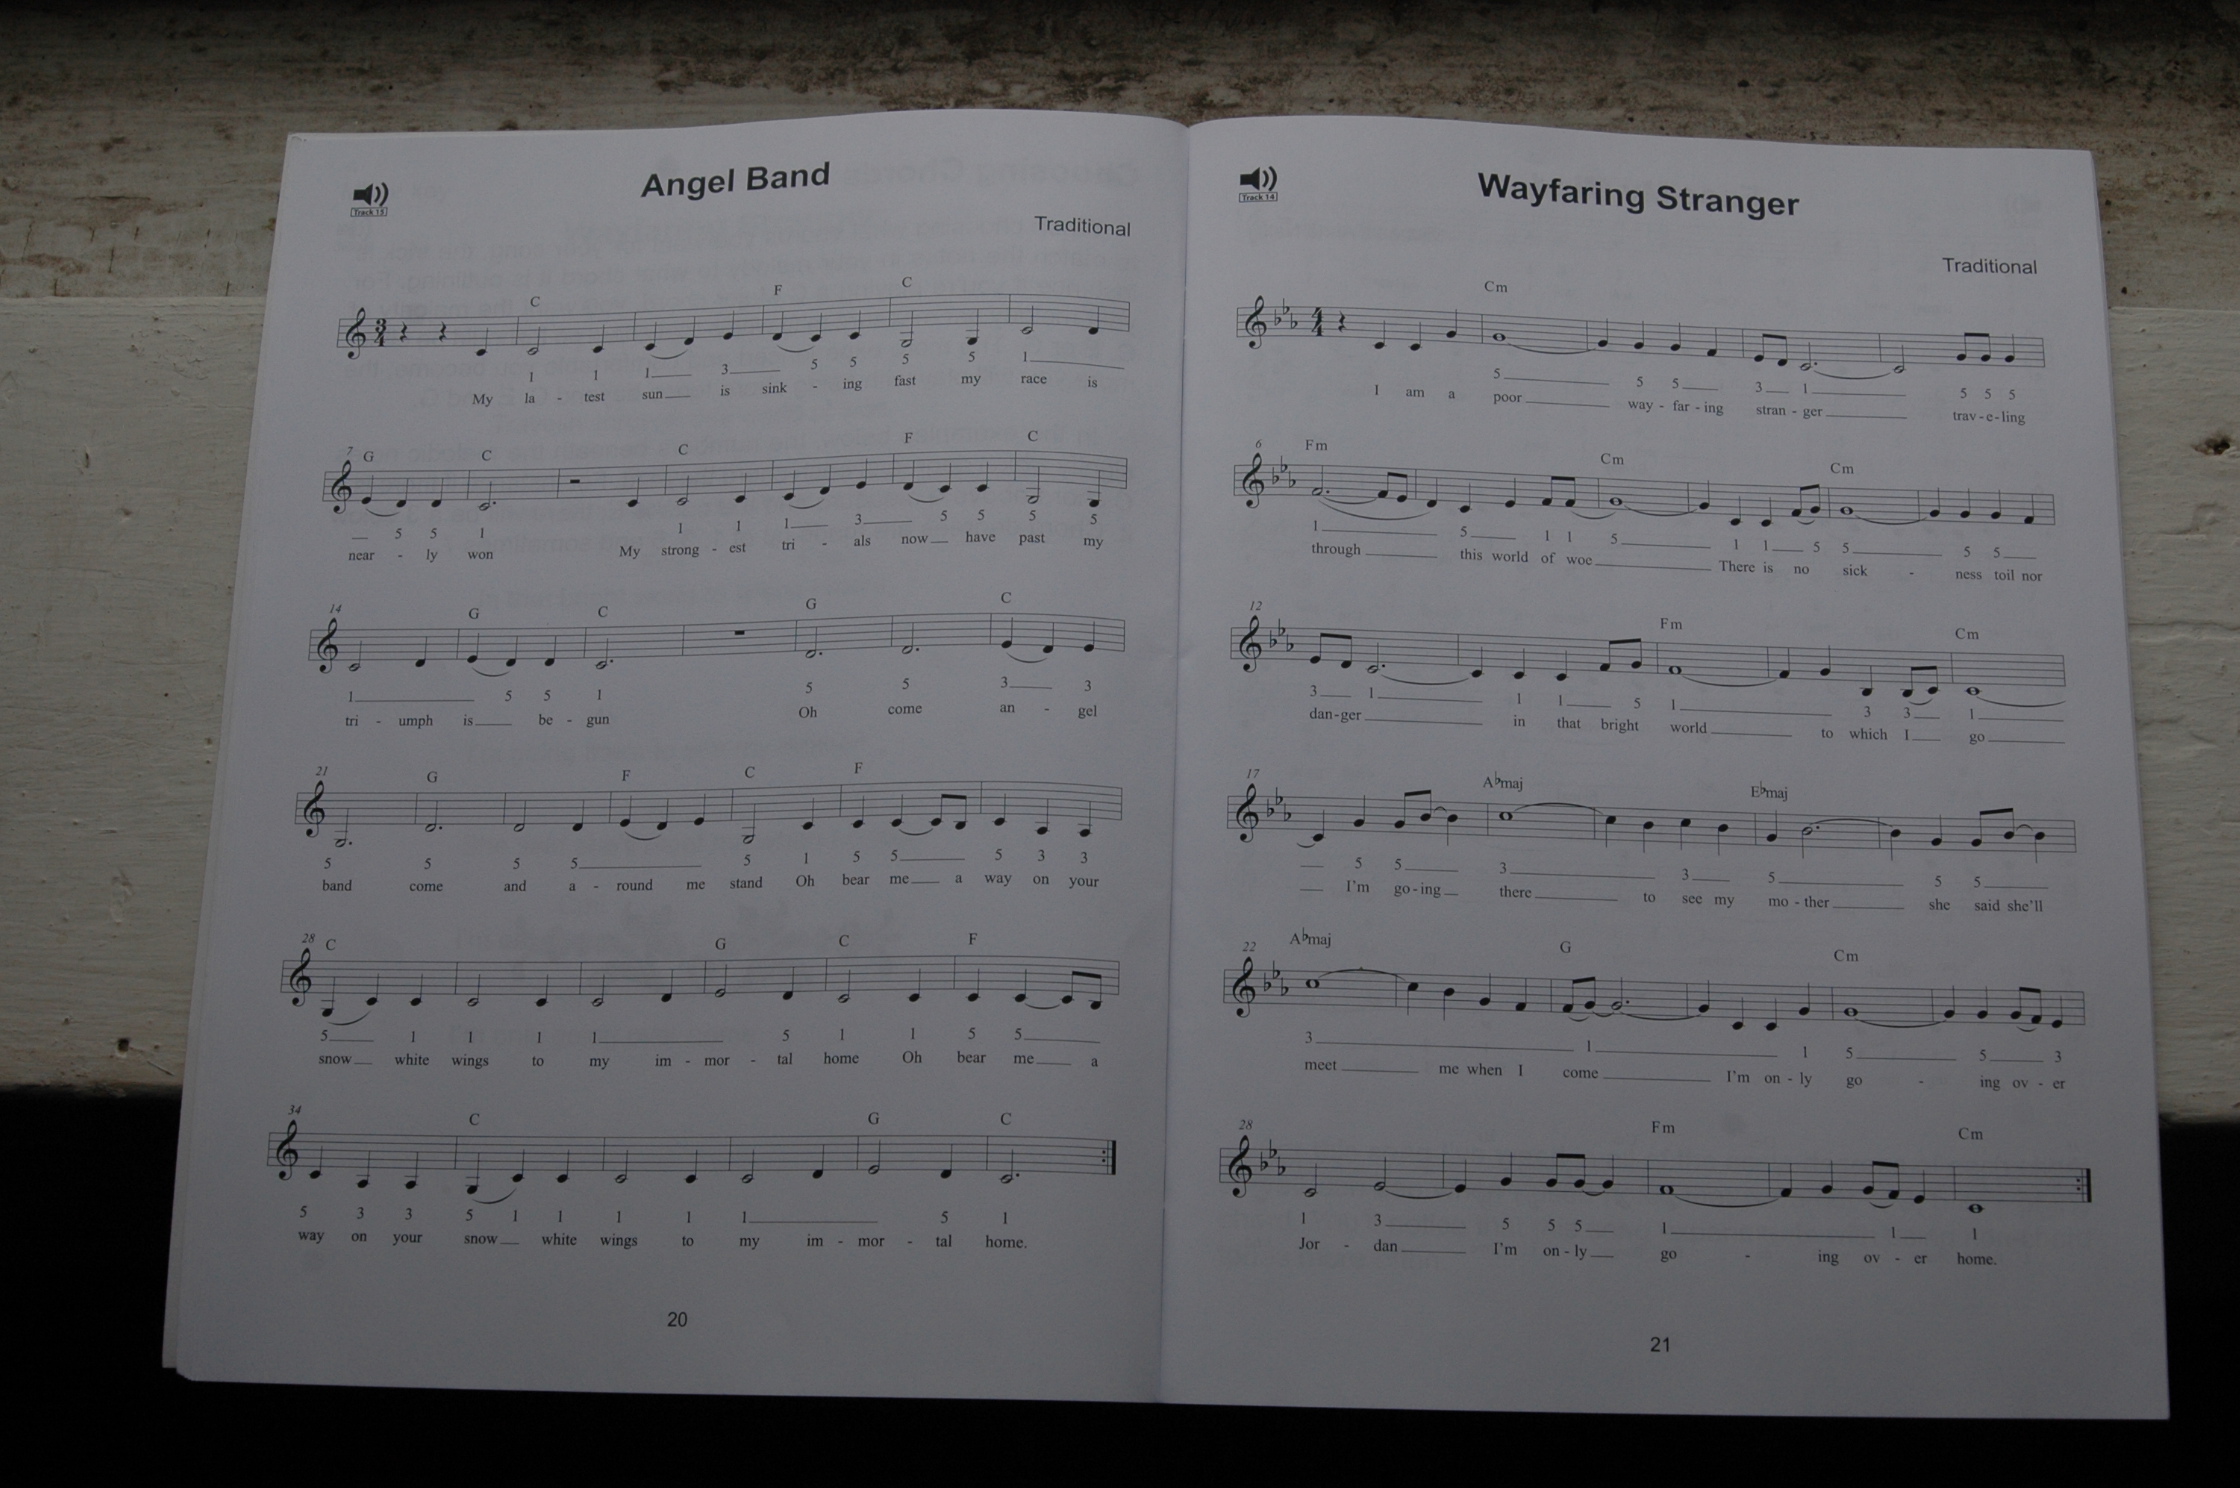 Angel Band
Track 15
Traditional
C F C
3 4
1 1 1 3 5 5 5 5 1
My la - test sun is sink - ing fast my race is
7 G C C F C
5 5 1 1 1 1 3 5 5 5 5
near - ly won My strong - est tri - als now have past my
14 G C G C
1 5 5 1 5 5 3 3
tri - umph is be - gun Oh come an - gel
21 G F C F
5 5 5 5 5 1 5 5 5 3 3
band come and a - round me stand Oh bear me a way on your
28 C G C F
5 1 1 1 1 5 1 1 5 5
snow white wings to my im - mor - tal home Oh bear me a
34 C G C
5 3 3 5 1 1 1 1 1 5 1
way on your snow white wings to my im - mor - tal home.
20
Wayfaring Stranger
Track 14
Traditional
Cm
4 4
5 5 5 3 1 5 5 5
I am a poor way - far - ing stran - ger trav - e - ling
6 Fm Cm Cm
1 5 1 1 5 1 1 5 5 5 5
through this world of woe There is no sick - ness toil nor
12 Fm Cm
3 1 1 1 5 1 3 3 1
dan - ger in that bright world to which I go
17 A♭maj E♭maj
5 5 3 3 5 5 5
I'm go - ing there to see my mo - ther she said she'll
22 A♭maj G Cm
3 1 1 5 5 3
meet me when I come I'm on - ly go - ing ov - er
28 Fm Cm
1 3 5 5 5 1 1 1
Jor - dan I'm on - ly go - ing ov - er home.
21